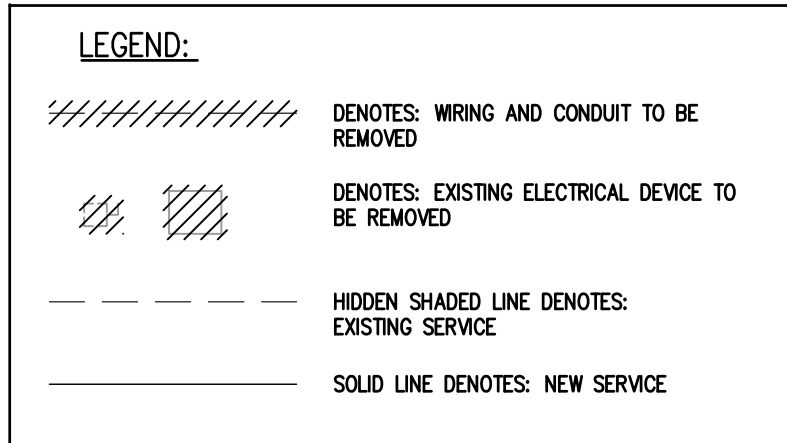 LEGEND:
DENOTES: WIRING AND CONDUIT TO BE
REMOVED
DENOTES: EXISTING ELECTRICAL DEVICE TO
BE REMOVED
HIDDEN SHADED LINE DENOTES:
EXISTING SERVICE
SOLID LINE DENOTES: NEW SERVICE